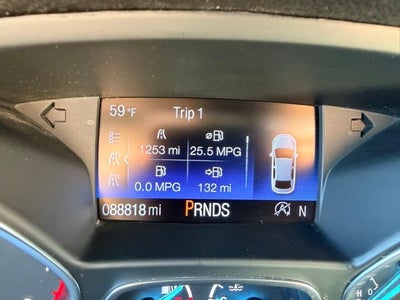 59°F Trip 1
1253 mi 25.5 MPG
0.0 MPG 132 mi
088818 mi PRNDS N
H